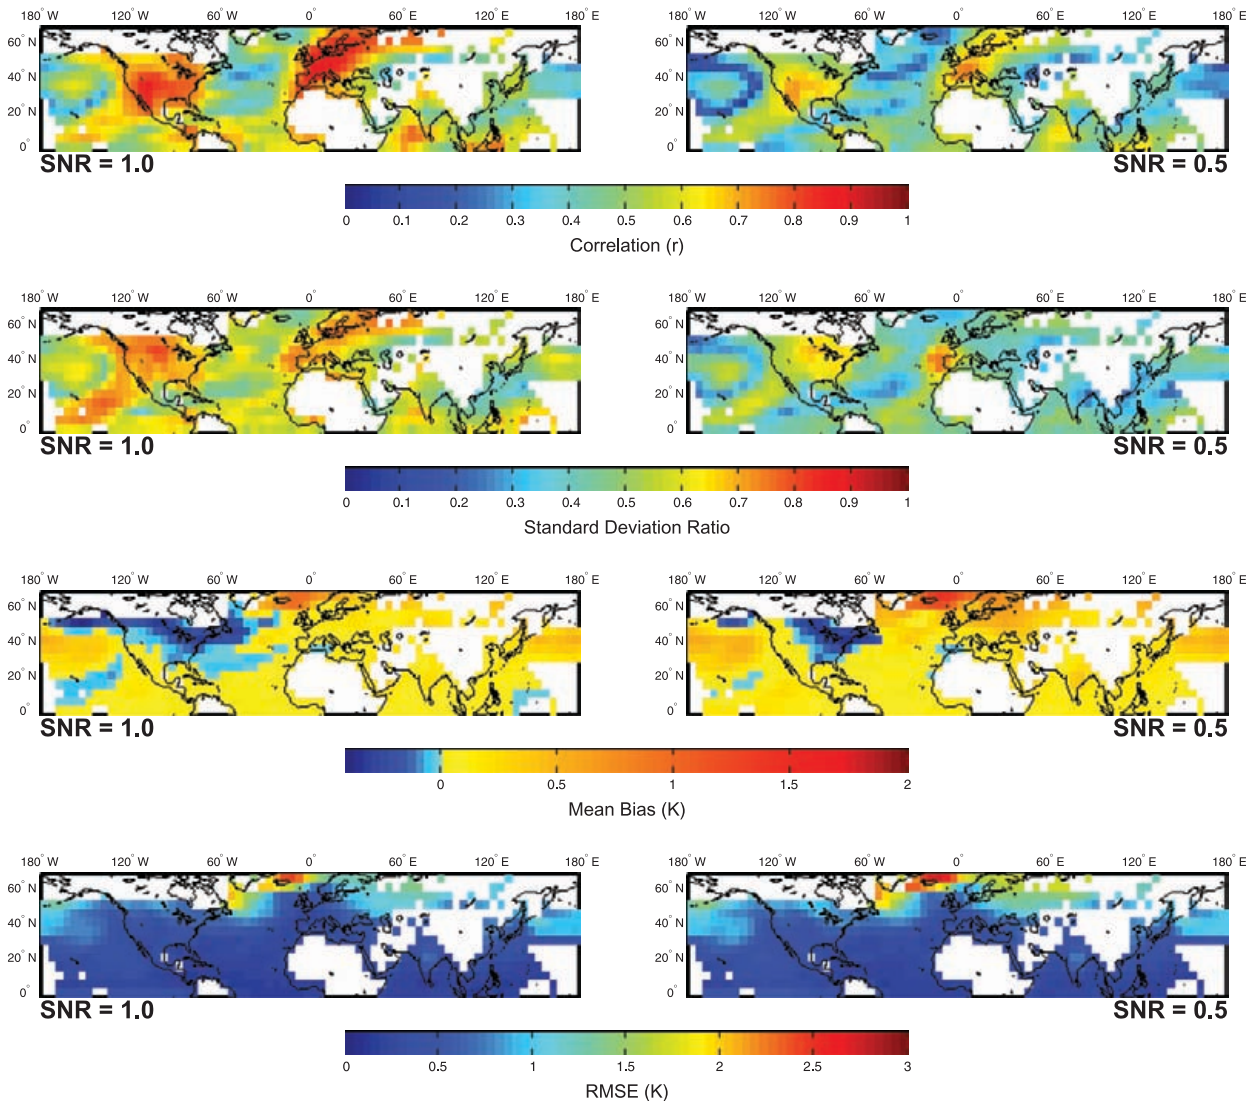 180° W 120° W 60° W 0° 60° E 120° E 180° E 180° W 120° W 60° W 0° 60° E 120° E 180° E
60° N 60° N
40° N 40° N
20° N 20° N
0° 0°
SNR = 1.0 SNR = 0.5
0 0.1 0.2 0.3 0.4 0.5 0.6 0.7 0.8 0.9 1
Correlation (r)
180° W 120° W 60° W 0° 60° E 120° E 180° E 180° W 120° W 60° W 0° 60° E 120° E 180° E
60° N 60° N
40° N 40° N
20° N 20° N
0° 0°
SNR = 1.0 SNR = 0.5
0 0.1 0.2 0.3 0.4 0.5 0.6 0.7 0.8 0.9 1
Standard Deviation Ratio
180° W 120° W 60° W 0° 60° E 120° E 180° E 180° W 120° W 60° W 0° 60° E 120° E 180° E
60° N 60° N
40° N 40° N
20° N 20° N
0° 0°
SNR = 1.0 SNR = 0.5
0 0.5 1 1.5 2
Mean Bias (K)
180° W 120° W 60° W 0° 60° E 120° E 180° E 180° W 120° W 60° W 0° 60° E 120° E 180° E
60° N 60° N
40° N 40° N
20° N 20° N
0° 0°
SNR = 1.0 SNR = 0.5
0 0.5 1 1.5 2 2.5 3
RMSE (K)